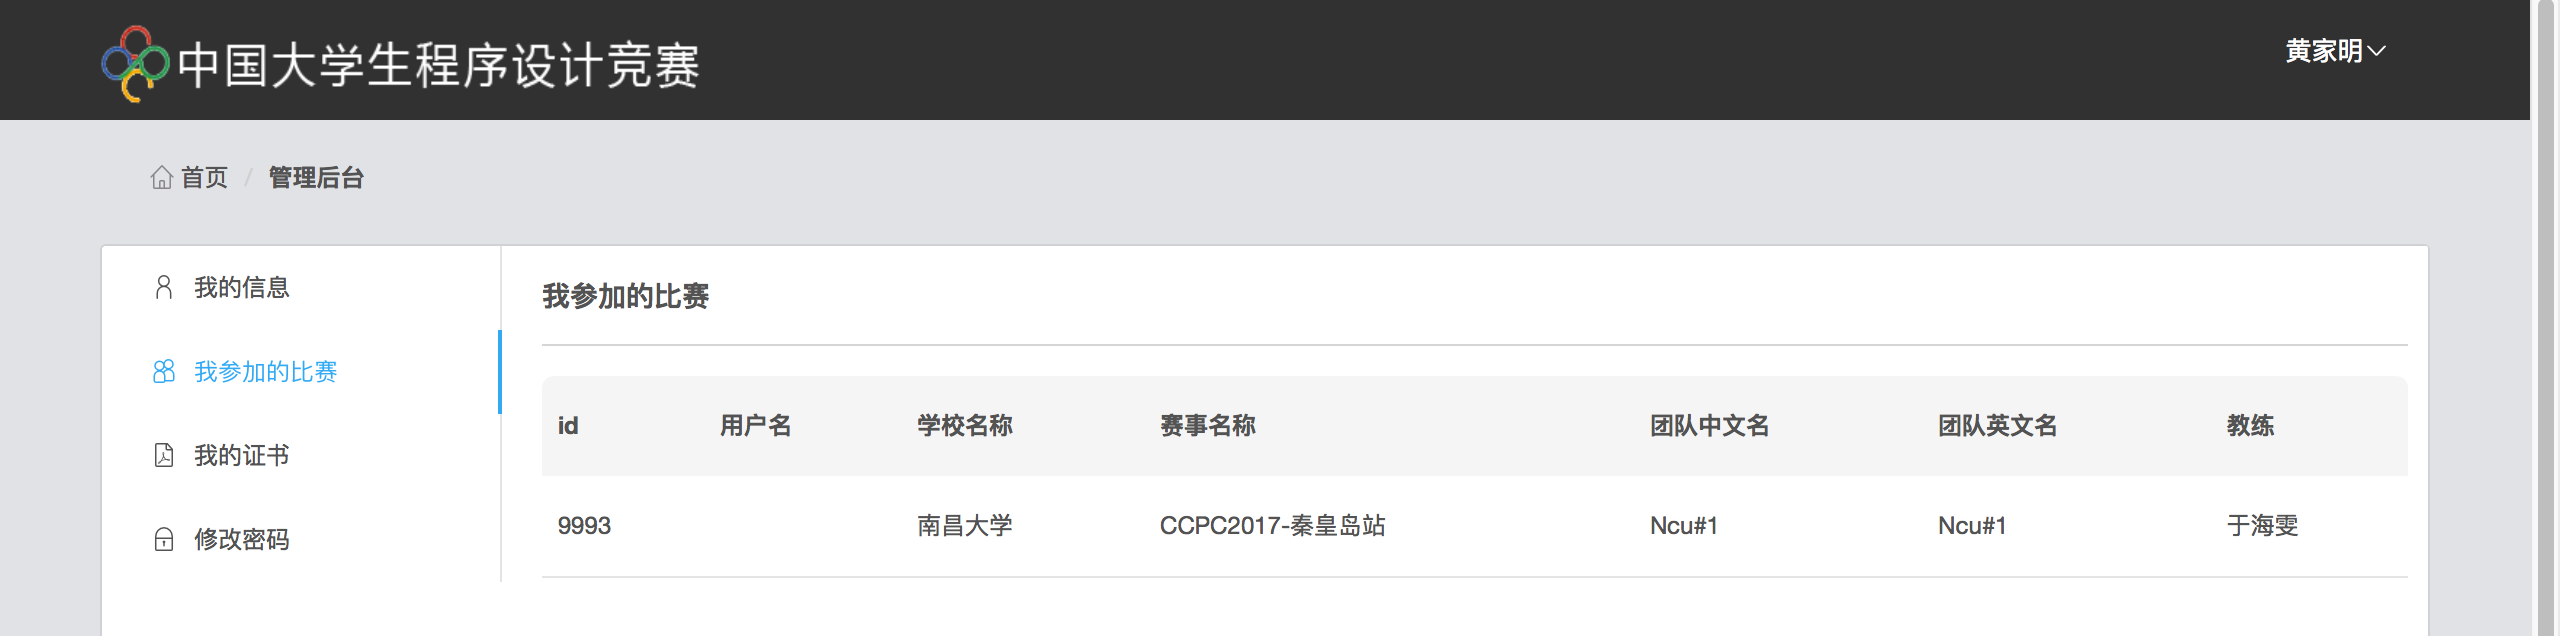 中国大学生程序设计竞赛
黄家明
首页 / 管理后台
我的信息
我参加的比赛
我的证书
修改密码
我参加的比赛
id 用户名 学校名称 赛事名称 团队中文名 团队英文名 教练
9993 南昌大学 CCPC2017-秦皇岛站 Ncu#1 Ncu#1 于海雯